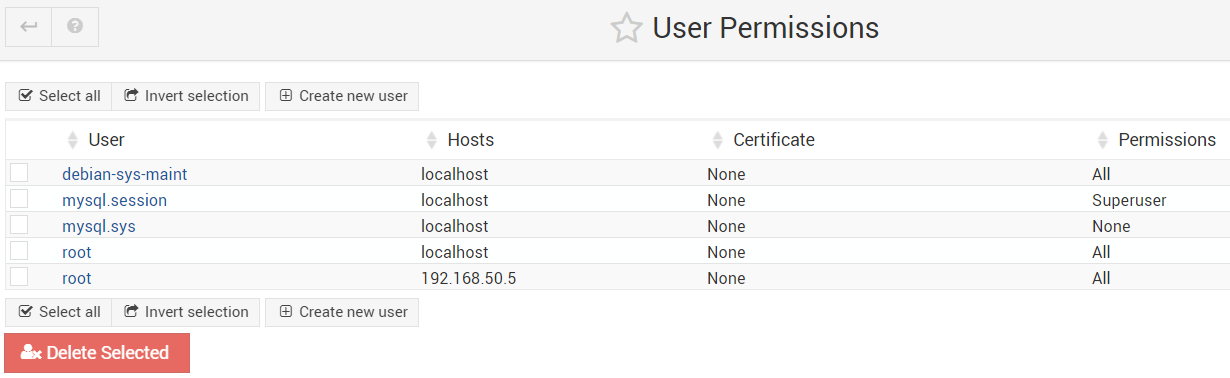 User Permissions
Select all Invert selection Create new user
User Hosts Certificate Permissions
debian-sys-maint localhost None All
mysql.session localhost None Superuser
mysql.sys localhost None None
root localhost None All
root 192.168.50.5 None All
Select all Invert selection Create new user
Delete Selected